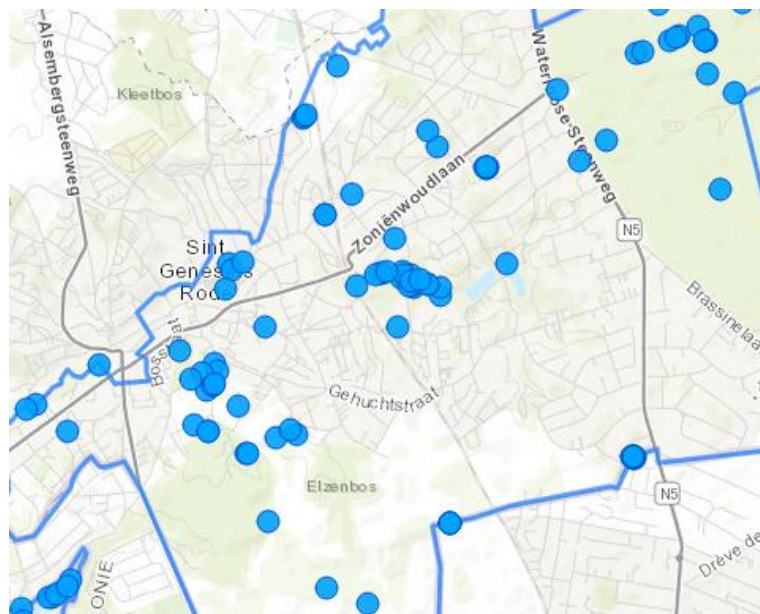 Alsembergsteenweg
Kleetbos
Waterloose Steenweg
Zoniënwoudlaan
N5
Sint
Genesius
Rode
Brassinelaa
Gehuchtstraat
Elzenbos
N5
Drève de
ONIE